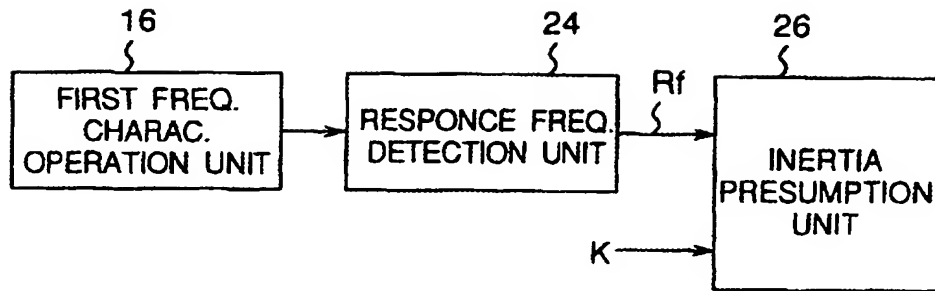 16
FIRST FREQ.
CHARAC.
OPERATION UNIT
24
RESPONCE FREQ.
DETECTION UNIT
Rf
26
INERTIA
PRESUMPTION
UNIT
K